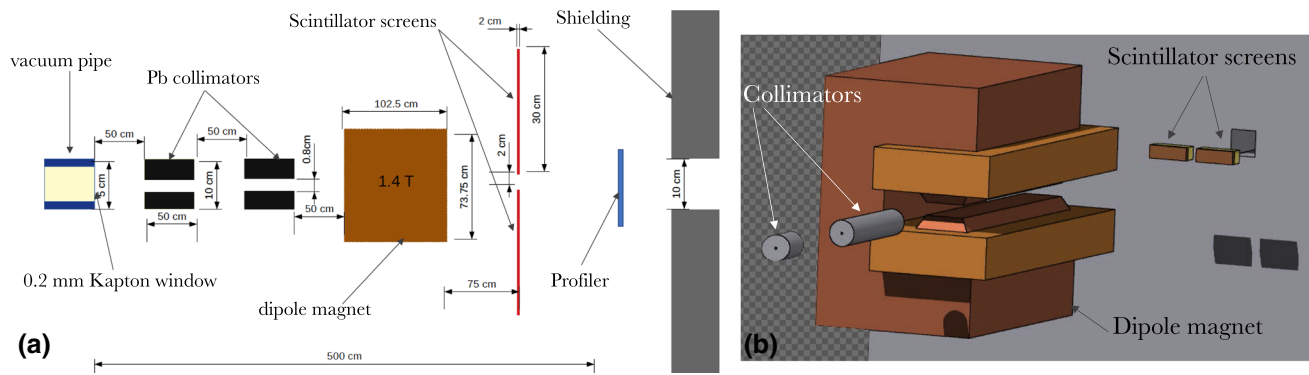 2 cm
Scintillator screens
Shielding
vacuum pipe
Pb collimators
Scintillator screens
Collimators
102.5 cm
30 cm
50 cm
50 cm
0.8cm
2 cm
5 cm
10 cm
1.4 T
73.75 cm
10 cm
50 cm
50 cm
0.2 mm Kapton window
dipole magnet
75 cm
Profiler
Dipole magnet
(a)
500 cm
(b)